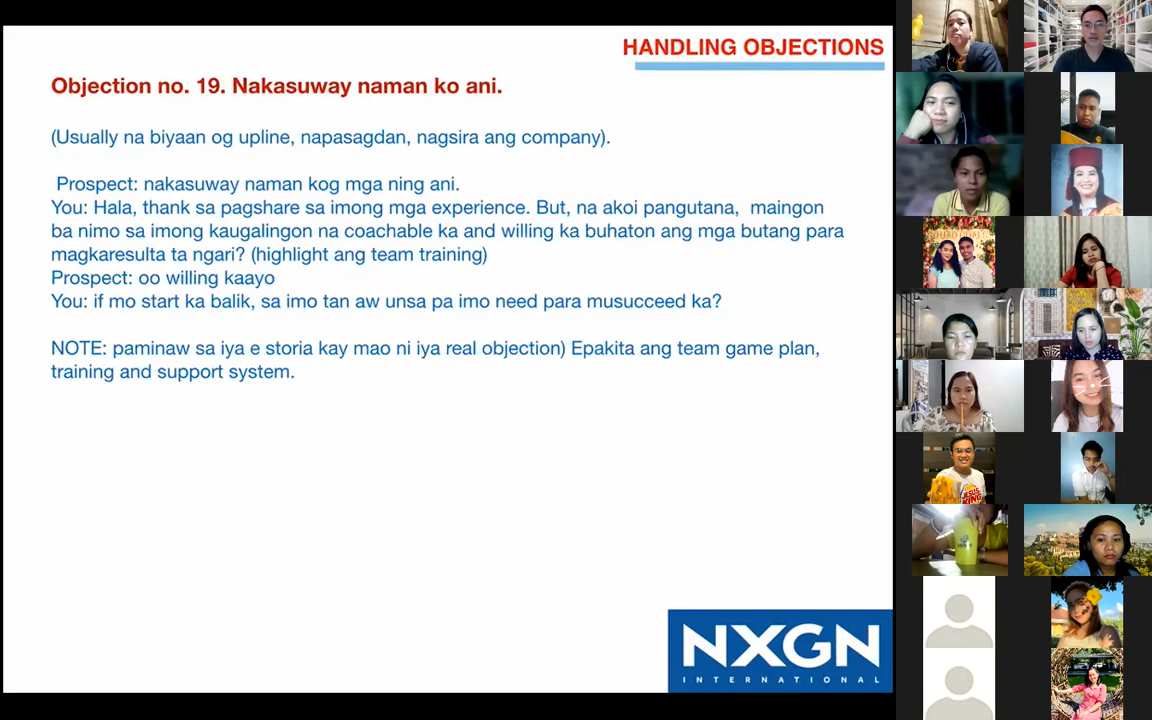 HANDLING OBJECTIONS
Objection no. 19. Nakasuway naman ko ani.
(Usually na biyaan og upline, napasagdan, nagsira ang company).
Prospect: nakasuway naman kog mga ning ani.
You: Hala, thank sa pagshare sa imong mga experience. But, na akoi pangutana, maingon
ba nimo sa imong kaugalingon na coachable ka and willing ka buhaton ang mga butang para
magkaresulta ta ngari? (highlight ang team training)
Prospect: oo willing kaayo
You: if mo start ka balik, sa imo tan aw unsa pa imo need para musucceed ka?
NOTE: paminaw sa iya e storia kay mao ni iya real objection) Epakita ang team game plan,
training and support system.
NXGN
INTERNATIONAL
JESUS
KING